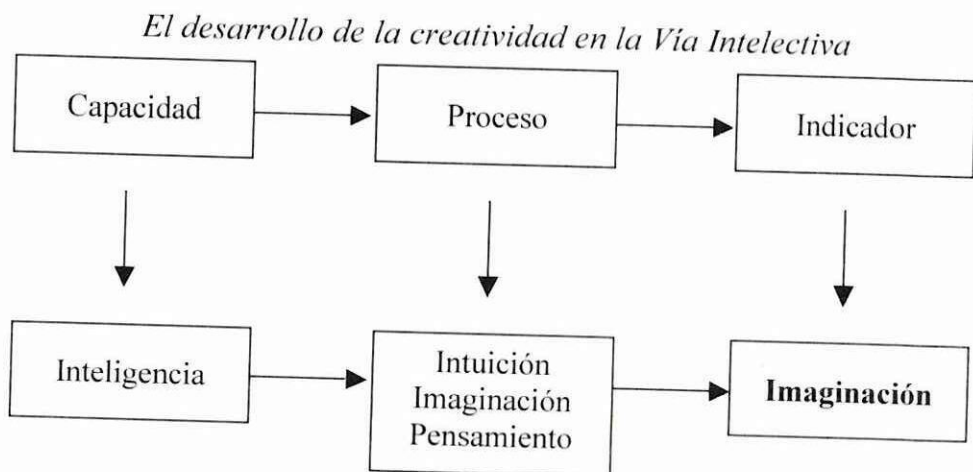 El desarrollo de la creatividad en la Vía Intelectiva
Capacidad
Proceso
Indicador
Inteligencia
Intuición
Imaginación
Pensamiento
Imaginación